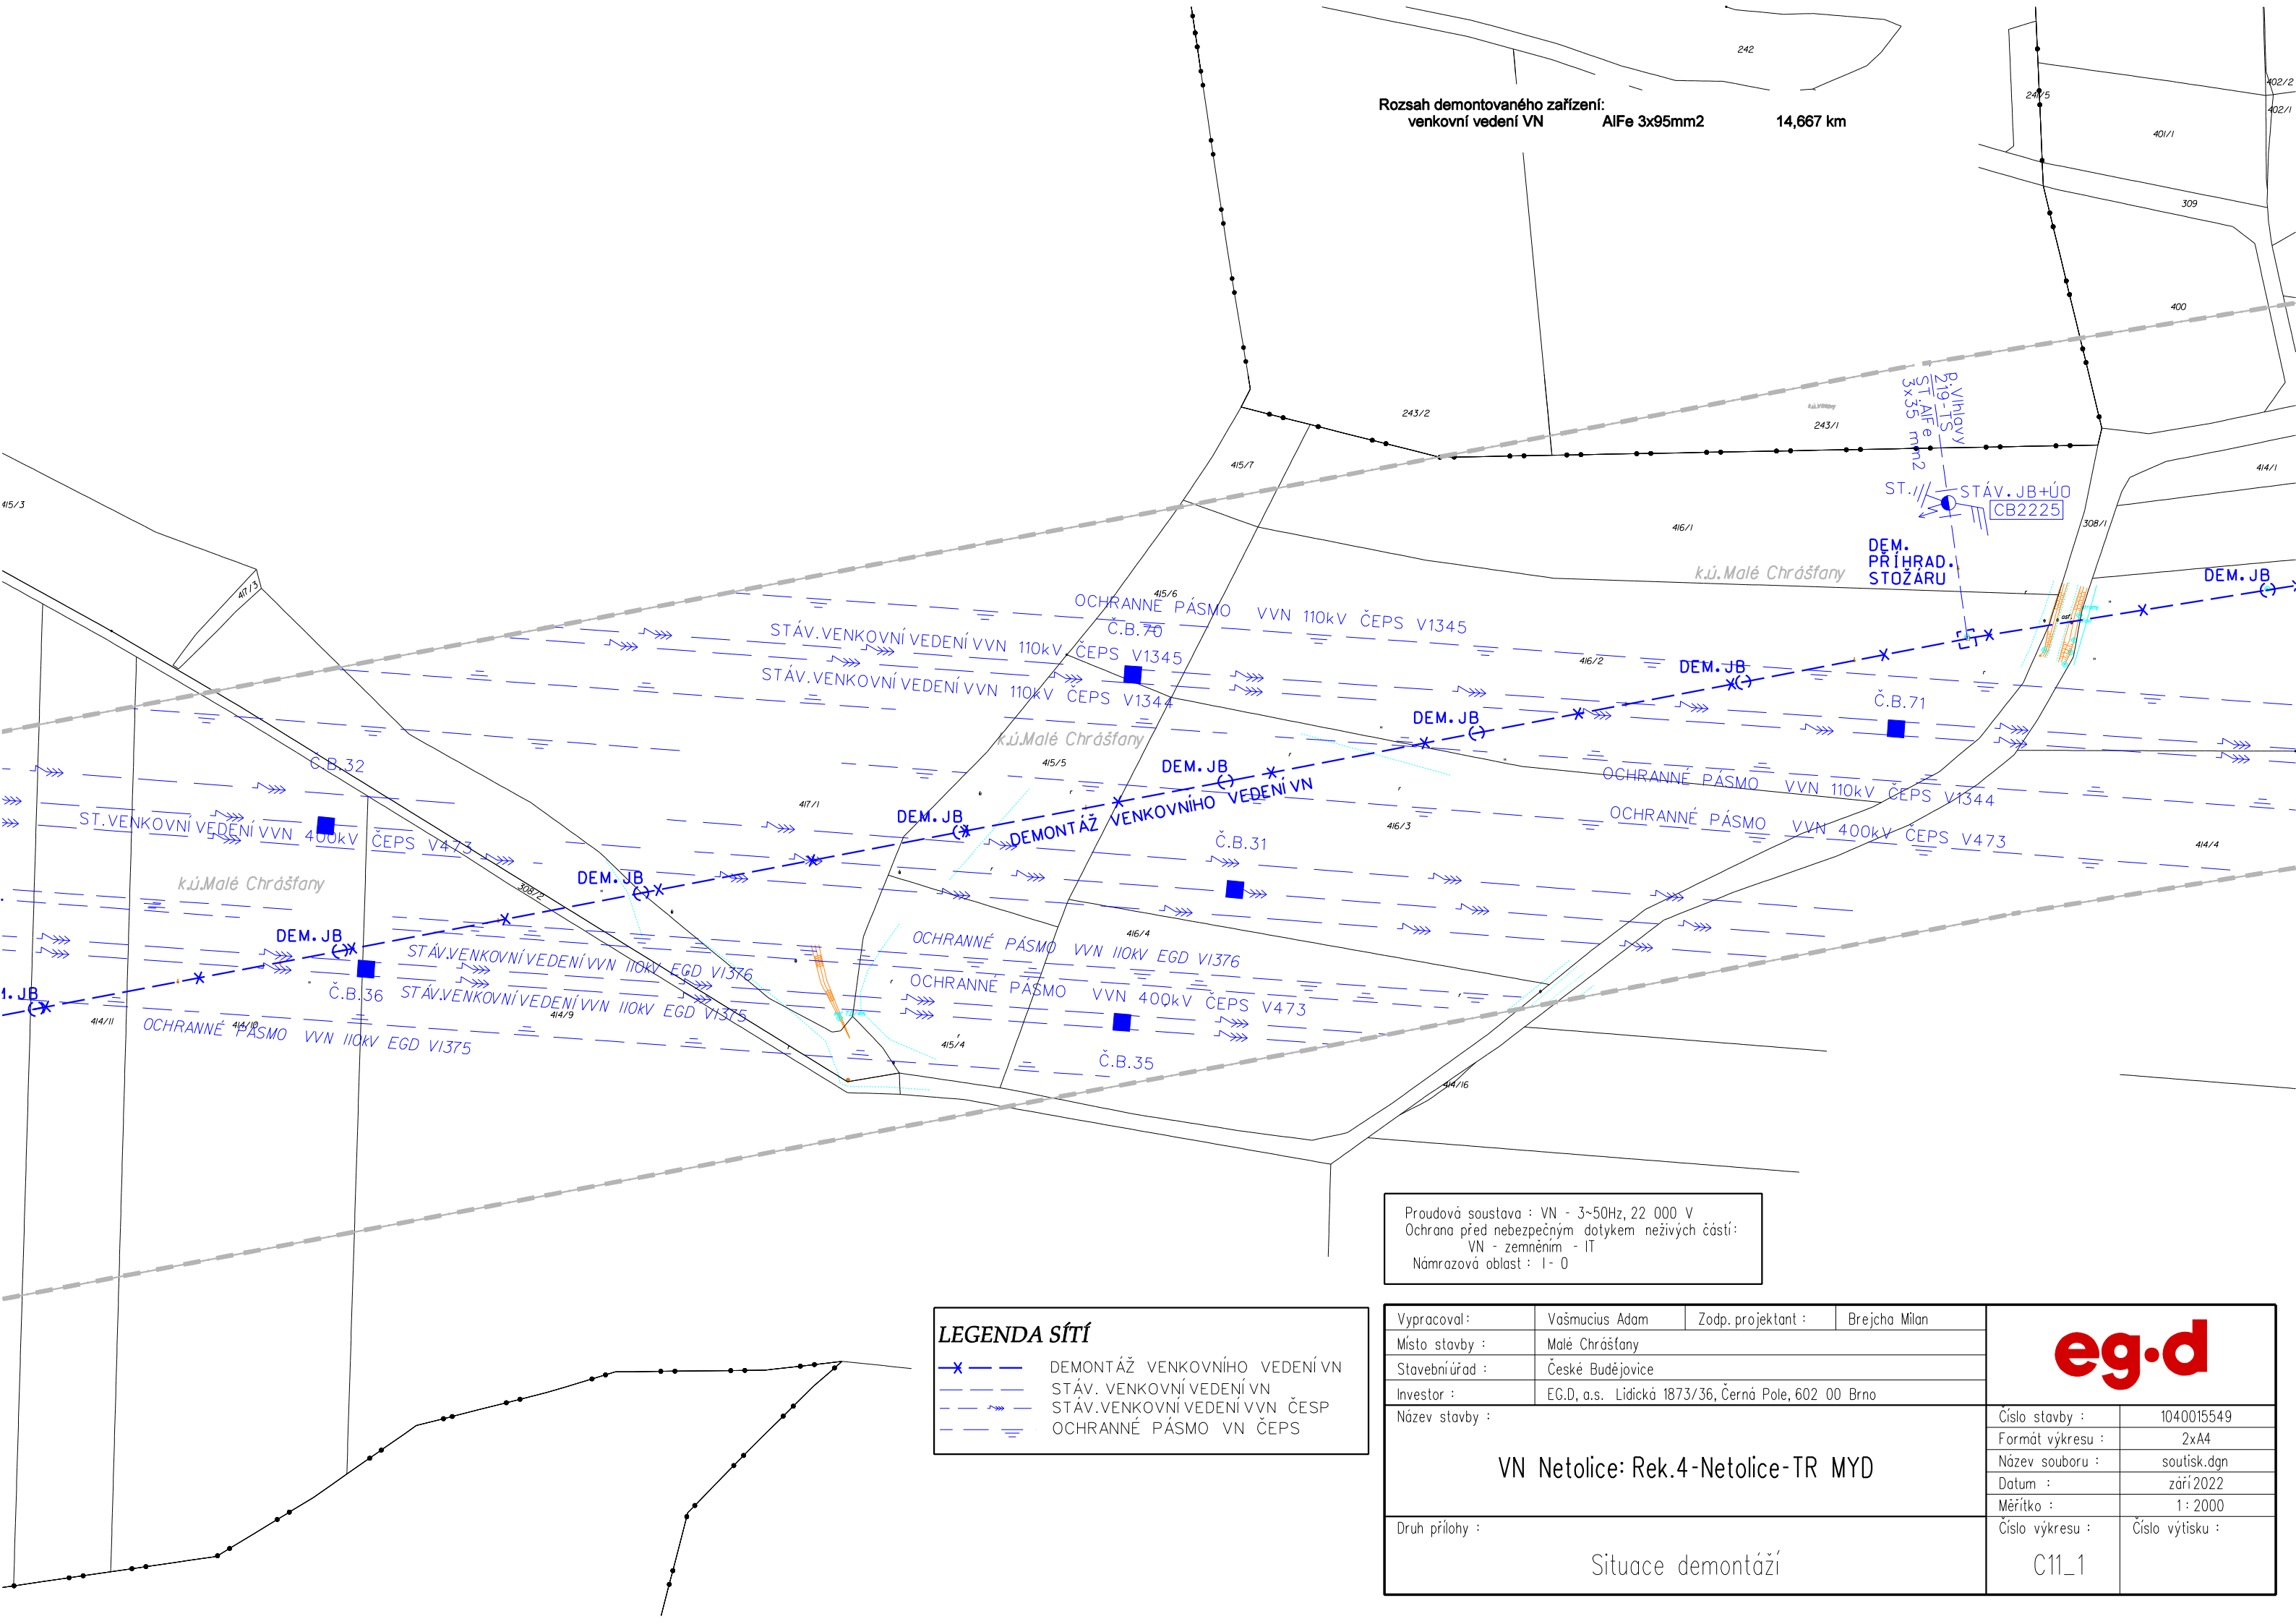 242
402/2
241/5
402/1
Rozsah demontovaného zařízení:
venkovní vedení VN AlFe 3x95mm2 14,667 km
401/1
309
400
p.Vlhlavy
219-TS
ST.AlFe
3x35 mm2
243/2
243/1
415/7
414/1
415/3
ST.
STÁV.JB+ÚO
CB2225
416/1
308/1
DEM.
PŘÍHRAD.
STOŽÁRU
k.ú.Malé Chrášťany
DEM.JB
417/3
415/6
OCHRANNÉ PÁSMO VVN 110kV ČEPS V1345
Č.B.70
STÁV.VENKOVNÍ VEDENÍ VVN 110kV ČEPS V1345
416/2
DEM.JB
STÁV.VENKOVNÍ VEDENÍ VVN 110kV ČEPS V1344
Č.B.71
DEM.JB
k.ú.Malé Chrášťany
415/5
DEM.JB
Č.B.32
OCHRANNÉ PÁSMO VVN 110kV ČEPS V1344
417/1
DEM.JB
DEMONTÁŽ VENKOVNÍHO VEDENÍ VN
416/3
OCHRANNÉ PÁSMO VVN 400kV ČEPS V473
ST.VENKOVNÍ VEDENÍ VVN 400kV ČEPS V473
Č.B.31
414/4
k.ú.Malé Chrášťany
DEM.JB
308/2
DEM.JB
416/4
OCHRANNÉ PÁSMO VVN 110kV EGD V1376
STÁV.VENKOVNÍ VEDENÍ VVN 110kV EGD V1376
OCHRANNÉ PÁSMO VVN 400kV ČEPS V473
M.JB
Č.B.36
STÁV.VENKOVNÍ VEDENÍ VVN 110kV EGD V1375
414/11
414/10
414/9
OCHRANNÉ PÁSMO VVN 110kV EGD V1375
415/4
Č.B.35
414/16
Proudová soustava : VN - 3~50Hz, 22 000 V
Ochrana před nebezpečným dotykem neživých částí:
VN - zemněním - IT
Námrazová oblast : I - 0
LEGENDA SÍTÍ
DEMONTÁŽ VENKOVNÍHO VEDENÍ VN
STÁV. VENKOVNÍ VEDENÍ VN
STÁV.VENKOVNÍ VEDENÍ VVN ČESP
OCHRANNÉ PÁSMO VN ČEPS
Vypracoval: Vašmucius Adam Zodp. projektant : Brejcha Milan
Místo stavby : Malé Chrášťany
Stavební úřad : České Budějovice
Investor : EG.D, a.s. Lidická 1873/36, Černá Pole, 602 00 Brno
eg·d
Název stavby :
VN Netolice: Rek.4-Netolice-TR MYD
Číslo stavby : 1040015549
Formát výkresu : 2xA4
Název souboru : soutisk.dgn
Datum : září 2022
Měřítko : 1 : 2000
Druh přílohy :
Situace demontáží
Číslo výkresu :
C11_1
Číslo výtisku :